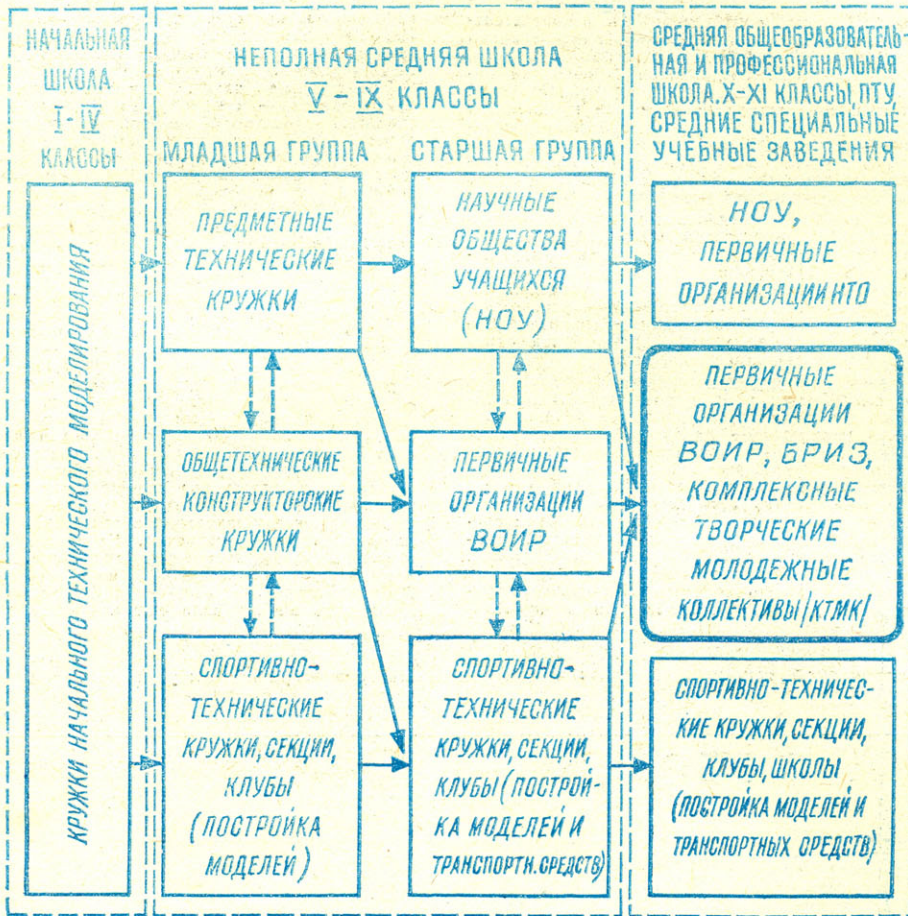 НАЧАЛЬНАЯ
ШКОЛА
I-IV
КЛАССЫ
КРУЖКИ НАЧАЛЬНОГО ТЕХНИЧЕСКОГО МОДЕЛИРОВАНИЯ
НЕПОЛНАЯ СРЕДНЯЯ ШКОЛА
V-IX КЛАССЫ
МЛАДШАЯ ГРУППА
ПРЕДМЕТНЫЕ
ТЕХНИЧЕСКИЕ
КРУЖКИ
ОБЩЕТЕХНИЧЕСКИЕ
КОНСТРУКТОРСКИЕ
КРУЖКИ
СПОРТИВНО-
ТЕХНИЧЕСКИЕ
КРУЖКИ, СЕКЦИИ,
КЛУБЫ
(ПОСТРОЙКА
МОДЕЛЕЙ)
СТАРШАЯ ГРУППА
НАУЧНЫЕ
ОБЩЕСТВА
УЧАЩИХСЯ
(НОУ)
ПЕРВИЧНЫЕ
ОРГАНИЗАЦИИ
ВОИР
СПОРТИВНО-
ТЕХНИЧЕСКИЕ
КРУЖКИ, СЕКЦИИ,
КЛУБЫ (ПОСТРОЙ-
КА МОДЕЛЕЙ И
ТРАНСПОРТН. СРЕДСТВ)
СРЕДНЯЯ ОБЩЕОБРАЗОВАТЕЛЬ-
НАЯ И ПРОФЕССИОНАЛЬНАЯ
ШКОЛА. X-XI КЛАССЫ, ПТУ,
СРЕДНИЕ СПЕЦИАЛЬНЫЕ
УЧЕБНЫЕ ЗАВЕДЕНИЯ
НОУ,
ПЕРВИЧНЫЕ
ОРГАНИЗАЦИИ НТО
ПЕРВИЧНЫЕ
ОРГАНИЗАЦИИ
ВОИР, БРИЗ,
КОМПЛЕКСНЫЕ
ТВОРЧЕСКИЕ
МОЛОДЕЖНЫЕ
КОЛЛЕКТИВЫ /КТМК/
СПОРТИВНО-ТЕХНИЧЕС-
КИЕ КРУЖКИ, СЕКЦИИ,
КЛУБЫ, ШКОЛЫ
(ПОСТРОЙКА МОДЕЛЕЙ И
ТРАНСПОРТНЫХ СРЕДСТВ)